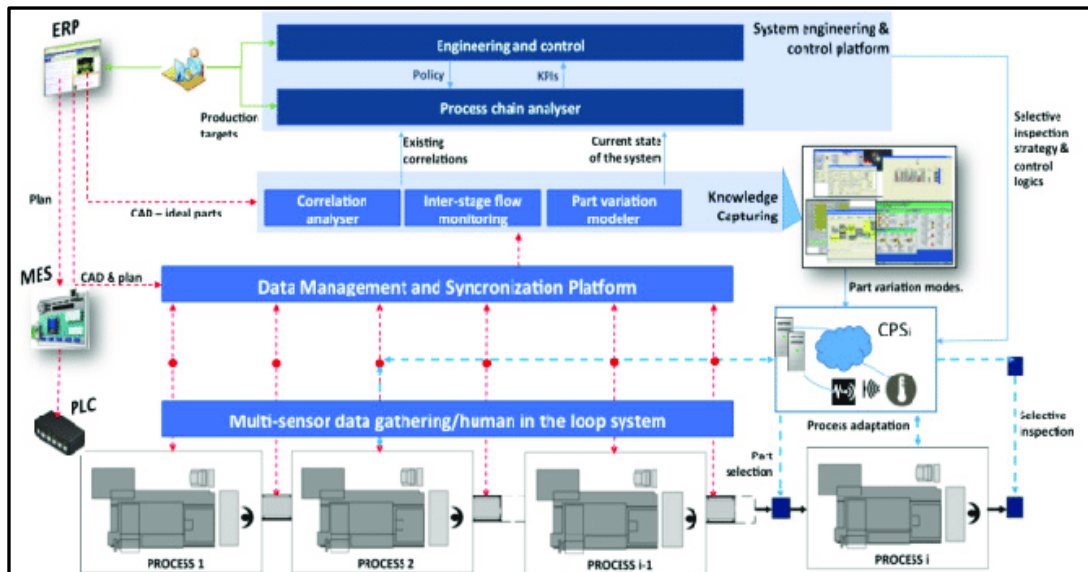 ERP
System engineering &
control platform
Engineering and control
Policy
KPIs
Process chain analyser
Production
targets
Existing
correlations
Current state
of the system
Selective
inspection
strategy &
control
logics
Plan
CAD – ideal parts
Correlation
analyser
Inter-stage flow
monitoring
Part variation
modeler
Knowledge
Capturing
MES
CAD & plan
Data Management and Syncronization Platform
Part variation modes.
CPSi
PLC
Multi-sensor data gathering/human in the loop system
Process adaptation
Selective
inspection
Part
selection
PROCESS 1
PROCESS 2
PROCESS i-1
PROCESS i